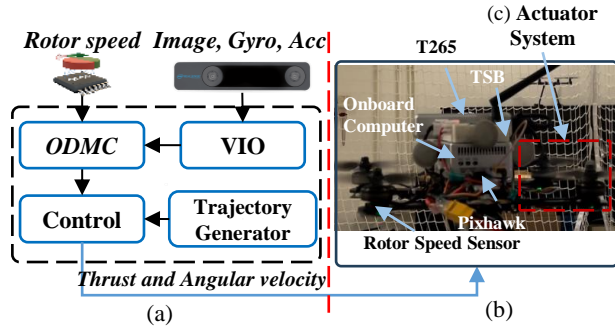 Rotor speed
Image, Gyro, Acc
ODMC
VIO
Control
Trajectory
Generator
Thrust and Angular velocity
(a)
(c) Actuator
System
T265
TSB
Onboard
Computer
Pixhawk
Rotor Speed Sensor
(b)